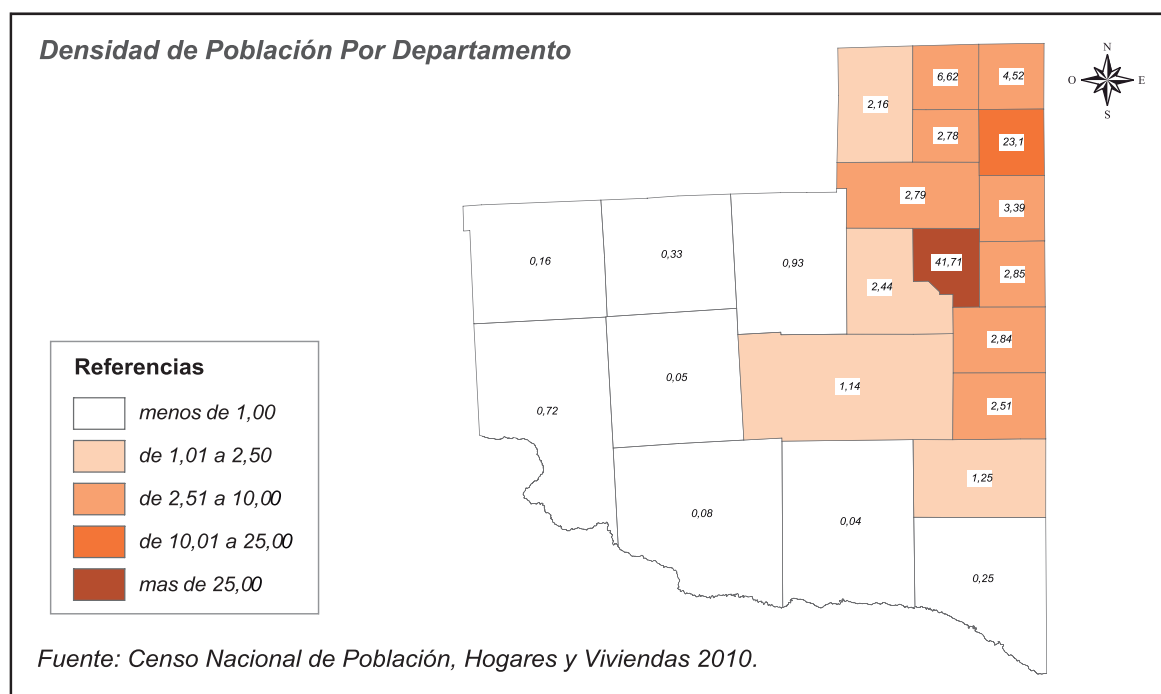 Densidad de Población Por Departamento
N
O
E
S
6,62
4,52
2,16
2,78
23,1
2,79
3,39
0,16
0,33
0,93
41,71
2,85
2,44
2,84
0,05
1,14
2,51
0,72
1,25
0,08
0,04
0,25
Referencias
menos de 1,00
de 1,01 a 2,50
de 2,51 a 10,00
de 10,01 a 25,00
mas de 25,00
Fuente: Censo Nacional de Población, Hogares y Viviendas 2010.